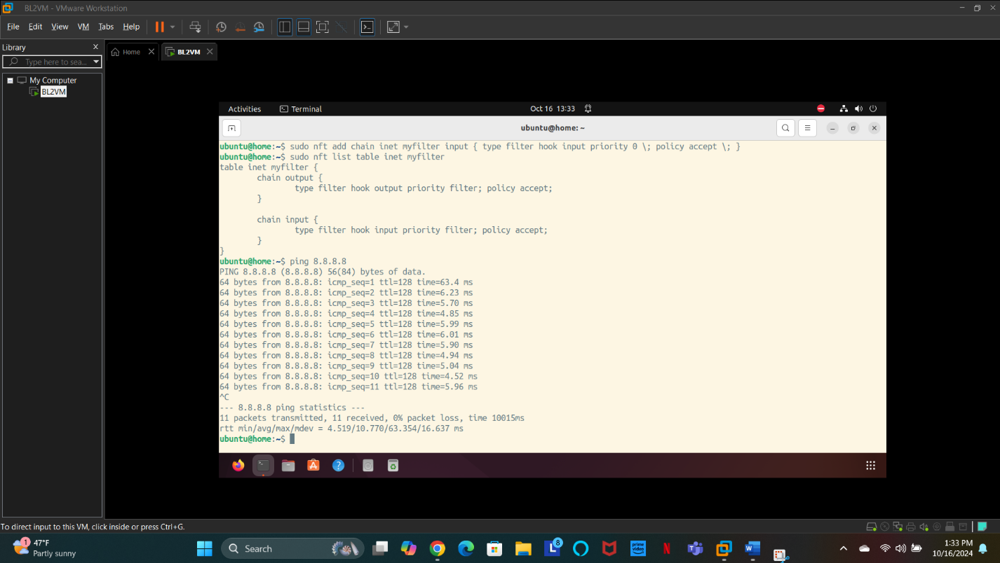 BL2VM - VMware Workstation
File Edit View VM Tabs Help
Library
Home
BL2VM
Type here to sea...
My Computer
BL2VM
Activities
Terminal
Oct 16 13:33
ubuntu@home: ~
ubuntu@home:~$ sudo nft add chain inet myfilter input { type filter hook input priority 0 \; policy accept \; }
ubuntu@home:~$ sudo nft list table inet myfilter
table inet myfilter {
        chain output {
                type filter hook output priority filter; policy accept;
        }

        chain input {
                type filter hook input priority filter; policy accept;
        }
}
ubuntu@home:~$ ping 8.8.8.8
PING 8.8.8.8 (8.8.8.8) 56(84) bytes of data.
64 bytes from 8.8.8.8: icmp_seq=1 ttl=128 time=63.4 ms
64 bytes from 8.8.8.8: icmp_seq=2 ttl=128 time=6.23 ms
64 bytes from 8.8.8.8: icmp_seq=3 ttl=128 time=5.70 ms
64 bytes from 8.8.8.8: icmp_seq=4 ttl=128 time=4.85 ms
64 bytes from 8.8.8.8: icmp_seq=5 ttl=128 time=5.99 ms
64 bytes from 8.8.8.8: icmp_seq=6 ttl=128 time=6.01 ms
64 bytes from 8.8.8.8: icmp_seq=7 ttl=128 time=5.90 ms
64 bytes from 8.8.8.8: icmp_seq=8 ttl=128 time=4.94 ms
64 bytes from 8.8.8.8: icmp_seq=9 ttl=128 time=5.04 ms
64 bytes from 8.8.8.8: icmp_seq=10 ttl=128 time=4.52 ms
64 bytes from 8.8.8.8: icmp_seq=11 ttl=128 time=5.96 ms
^C
--- 8.8.8.8 ping statistics ---
11 packets transmitted, 11 received, 0% packet loss, time 10015ms
rtt min/avg/max/mdev = 4.519/10.770/63.354/16.637 ms
ubuntu@home:~$
To direct input to this VM, click inside or press Ctrl+G.
1
47°F
Partly sunny
Search
L
8
prime video
N
W
1:33 PM
10/16/2024